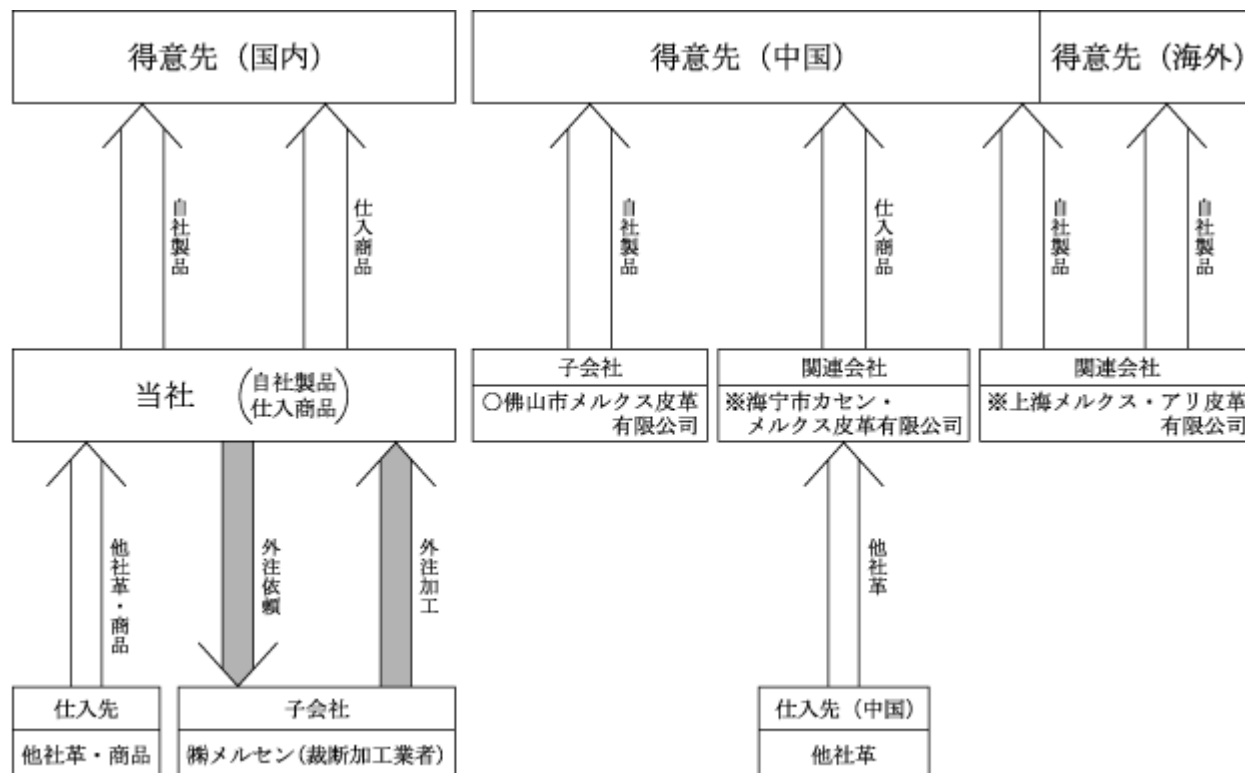 得意先（国内）
得意先（中国）
得意先（海外）
自社製品
仕入商品
自社製品
仕入商品
自社製品
自社製品
当社
自社製品
仕入商品
子会社
○佛山市メルクス皮革
有限公司
関連会社
※海宁市カセン・
メルクス皮革有限公司
関連会社
※上海メルクス・アリ皮革
有限公司
他社革・商品
外注依頼
外注加工
他社革
仕入先
他社革・商品
子会社
㈱メルセン（裁断加工業者）
仕入先（中国）
他社革